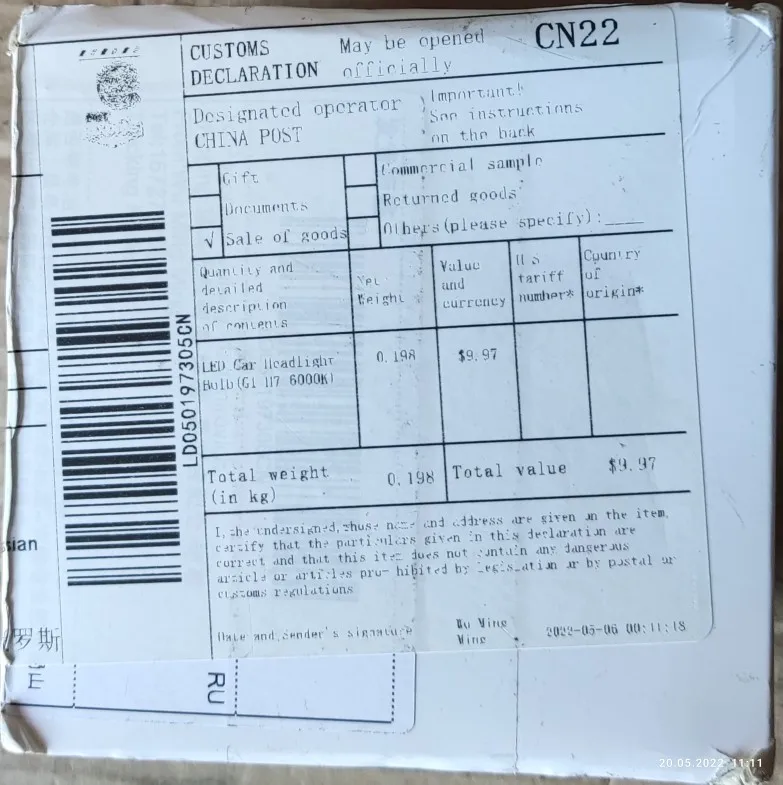 CUSTOMS
DECLARATION
May be opened
officially
CN22
Designated operator
CHINA POST
Important!
See instructions
on the back
Gift
Commercial sample
Documents
Returned goods
√ Sale of goods
Others(please specify):____
Quantity and
detailed
description
of contents
Net
Weight
Value
and
currency
HS
tariff
number*
Country
of
origin*
LED Car Headlight
Bulb(G1 H7 6000K)
0.198
$9.97
Total weight
(in kg)
0.198
Total value
$9.97
I, the undersigned, whose name and address are given on the item,
certify that the particulars given in this declaration are
correct and that this item does not contain any dangerous
article or articles pro- hibited by legislation or by postal or
customs regulations
Date and, Sender's signature
2022-05-06 00:11:18
LD050197305CN
sian
罗斯
RU
20.05.2022 11:11